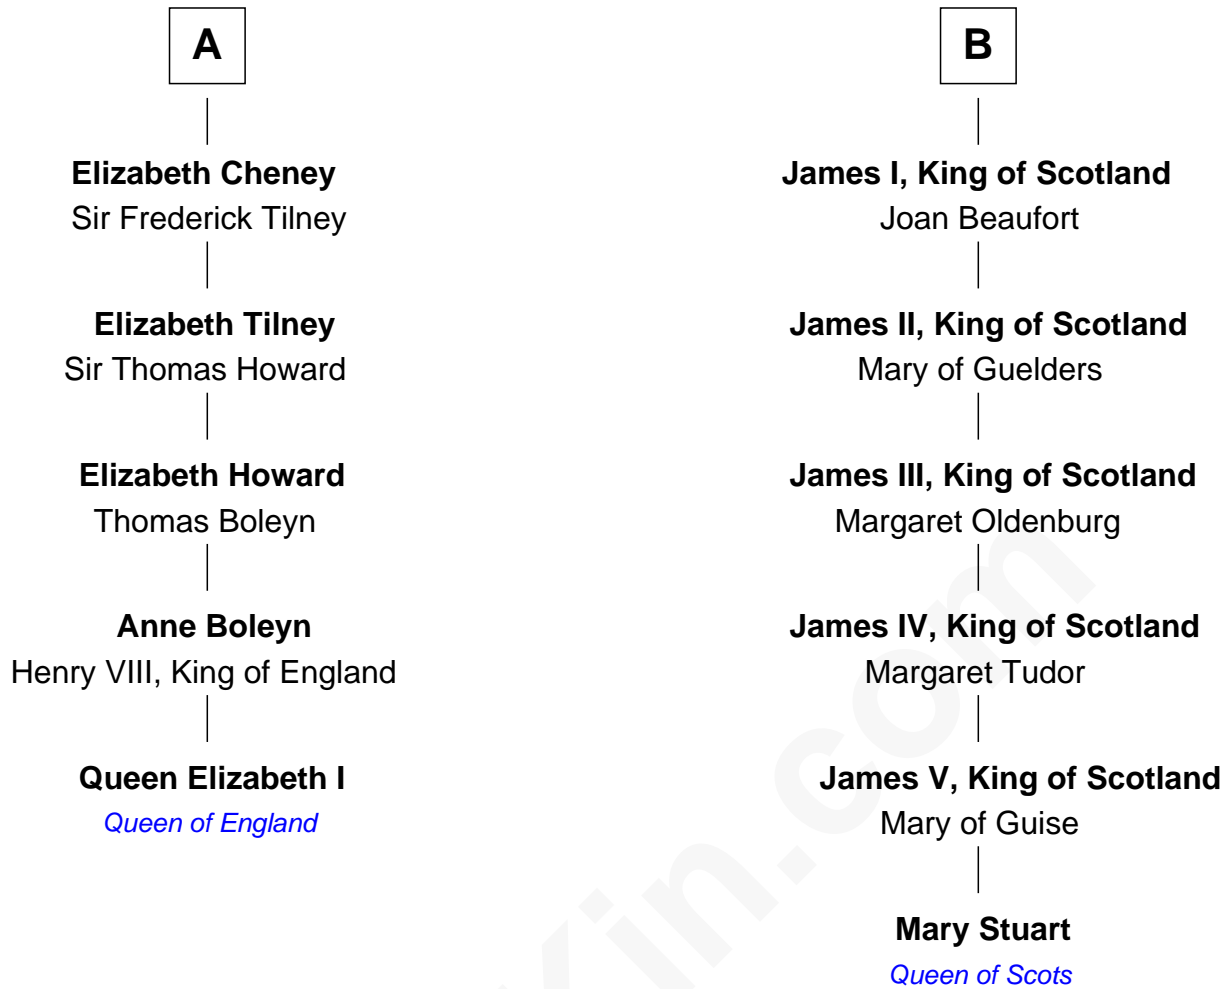 A
Elizabeth Cheney
Sir Frederick Tilney
Elizabeth Tilney
Sir Thomas Howard
Elizabeth Howard
Thomas Boleyn
Anne Boleyn
Henry VIII, King of England
Queen Elizabeth I
Queen of England
B
James I, King of Scotland
Joan Beaufort
James II, King of Scotland
Mary of Guelders
James III, King of Scotland
Margaret Oldenburg
James IV, King of Scotland
Margaret Tudor
James V, King of Scotland
Mary of Guise
Mary Stuart
Queen of Scots
Kin.com